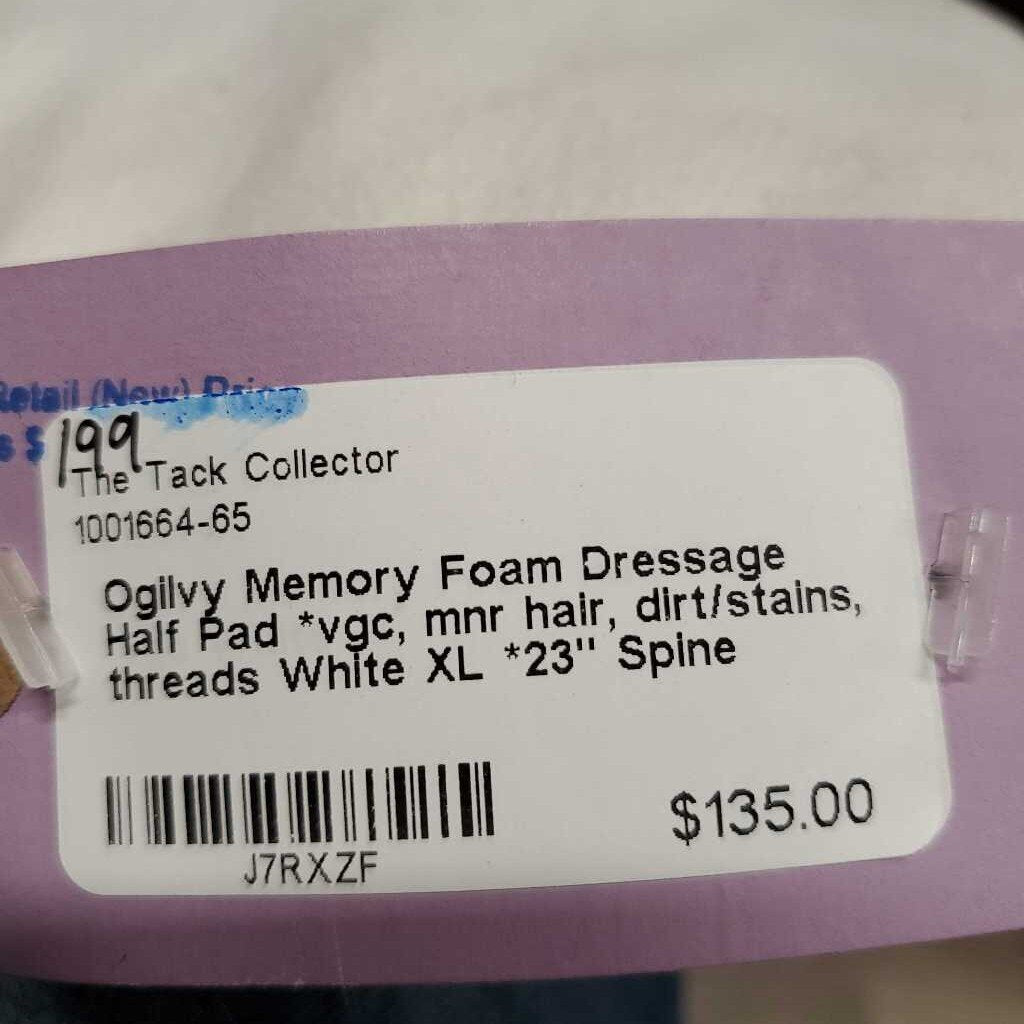 Retail (New) Price
s $199
The Tack Collector
1001664-65
Ogilvy Memory Foam Dressage
Half Pad *vgc, mnr hair, dirt/stains,
threads White XL *23" Spine
J7RXZF
$135.00